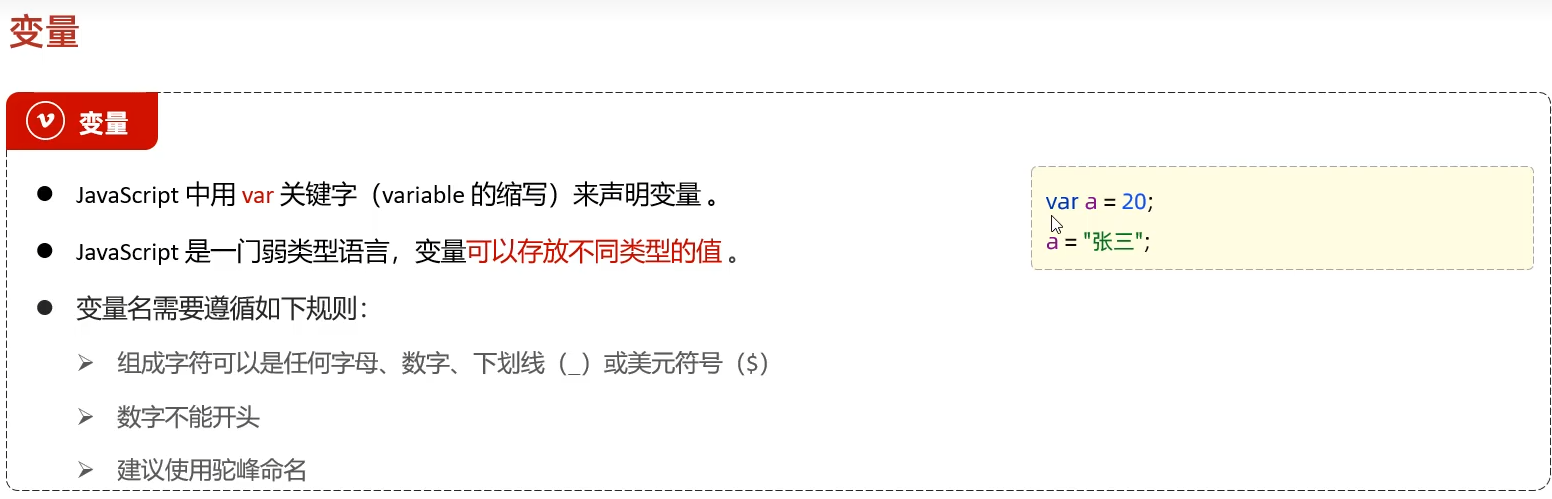 变量
变量
JavaScript 中用 var 关键字（variable 的缩写）来声明变量 。
JavaScript 是一门弱类型语言，变量可以存放不同类型的值 。
变量名需要遵循如下规则：
组成字符可以是任何字母、数字、下划线（_）或美元符号（$）
数字不能开头
建议使用驼峰命名
var a = 20;
a = "张三";